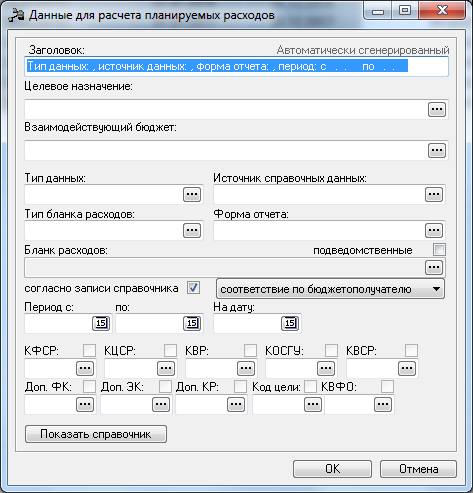 Данные для расчета планируемых расходов
Заголовок: Автоматически сгенерированный
Тип данных: , источник данных: , форма отчета: , период: с . . по . .
Целевое назначение:
Взаимодействующий бюджет:
Тип данных: Источник справочных данных:
Тип бланка расходов: Форма отчета:
Бланк расходов: подведомственные
согласно записи справочника соответствие по бюджетополучателю
Период с: по: На дату:
15 15 15
КФСР: КЦСР: КВР: КОСГУ: КВСР:
Доп. ФК: Доп. ЭК: Доп. КР: Код цели: КВФО:
Показать справочник
OK Отмена